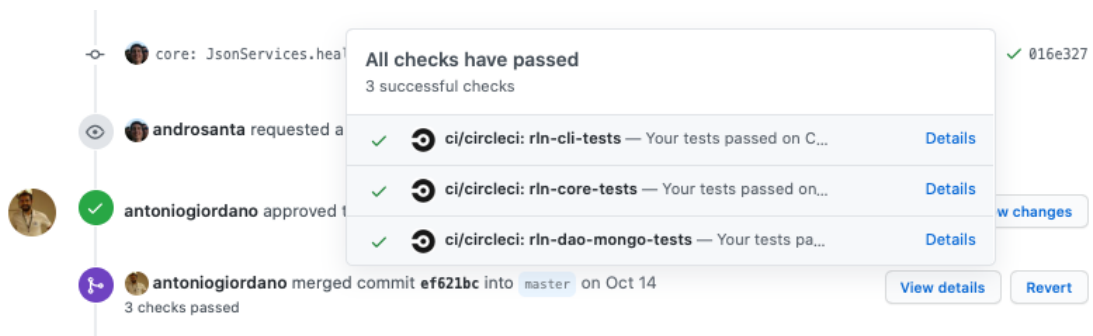 core: JsonServices.heal
016e327
All checks have passed
3 successful checks
androsanta requested a
ci/circleci: rln-cli-tests — Your tests passed on C... Details
ci/circleci: rln-core-tests — Your tests passed on... Details
antoniogiordano approved t
w changes
ci/circleci: rln-dao-mongo-tests — Your tests pa... Details
antoniogiordano merged commit ef621bc into master on Oct 14
View details Revert
3 checks passed